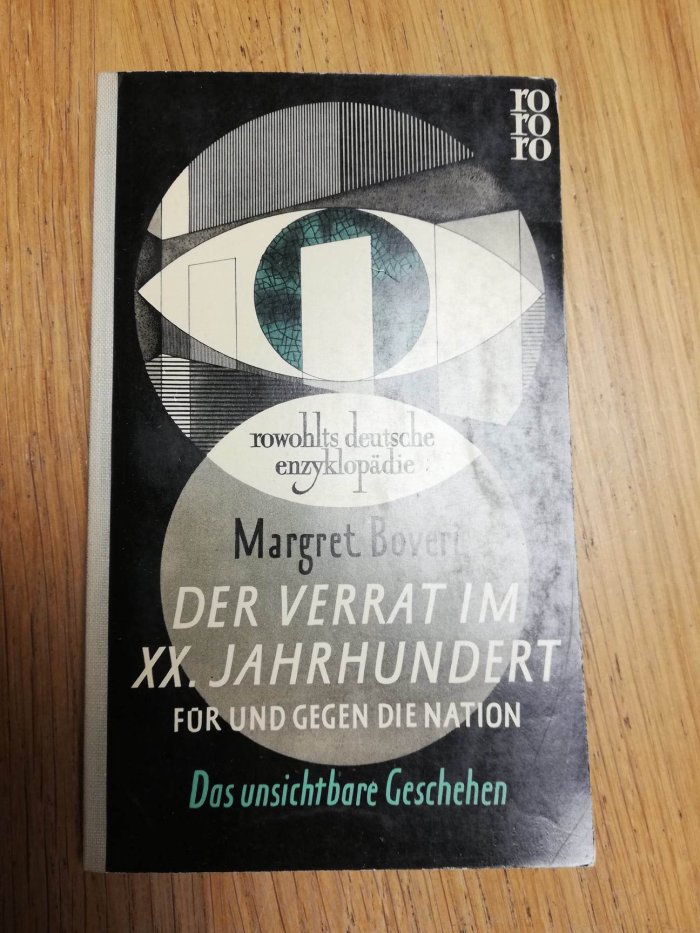 ro
ro
ro
rowohlts deutsche
enzyklopädie
Margret Boveri
DER VERRAT IM
XX. JAHRHUNDERT
FÜR UND GEGEN DIE NATION
Das unsichtbare Geschehen